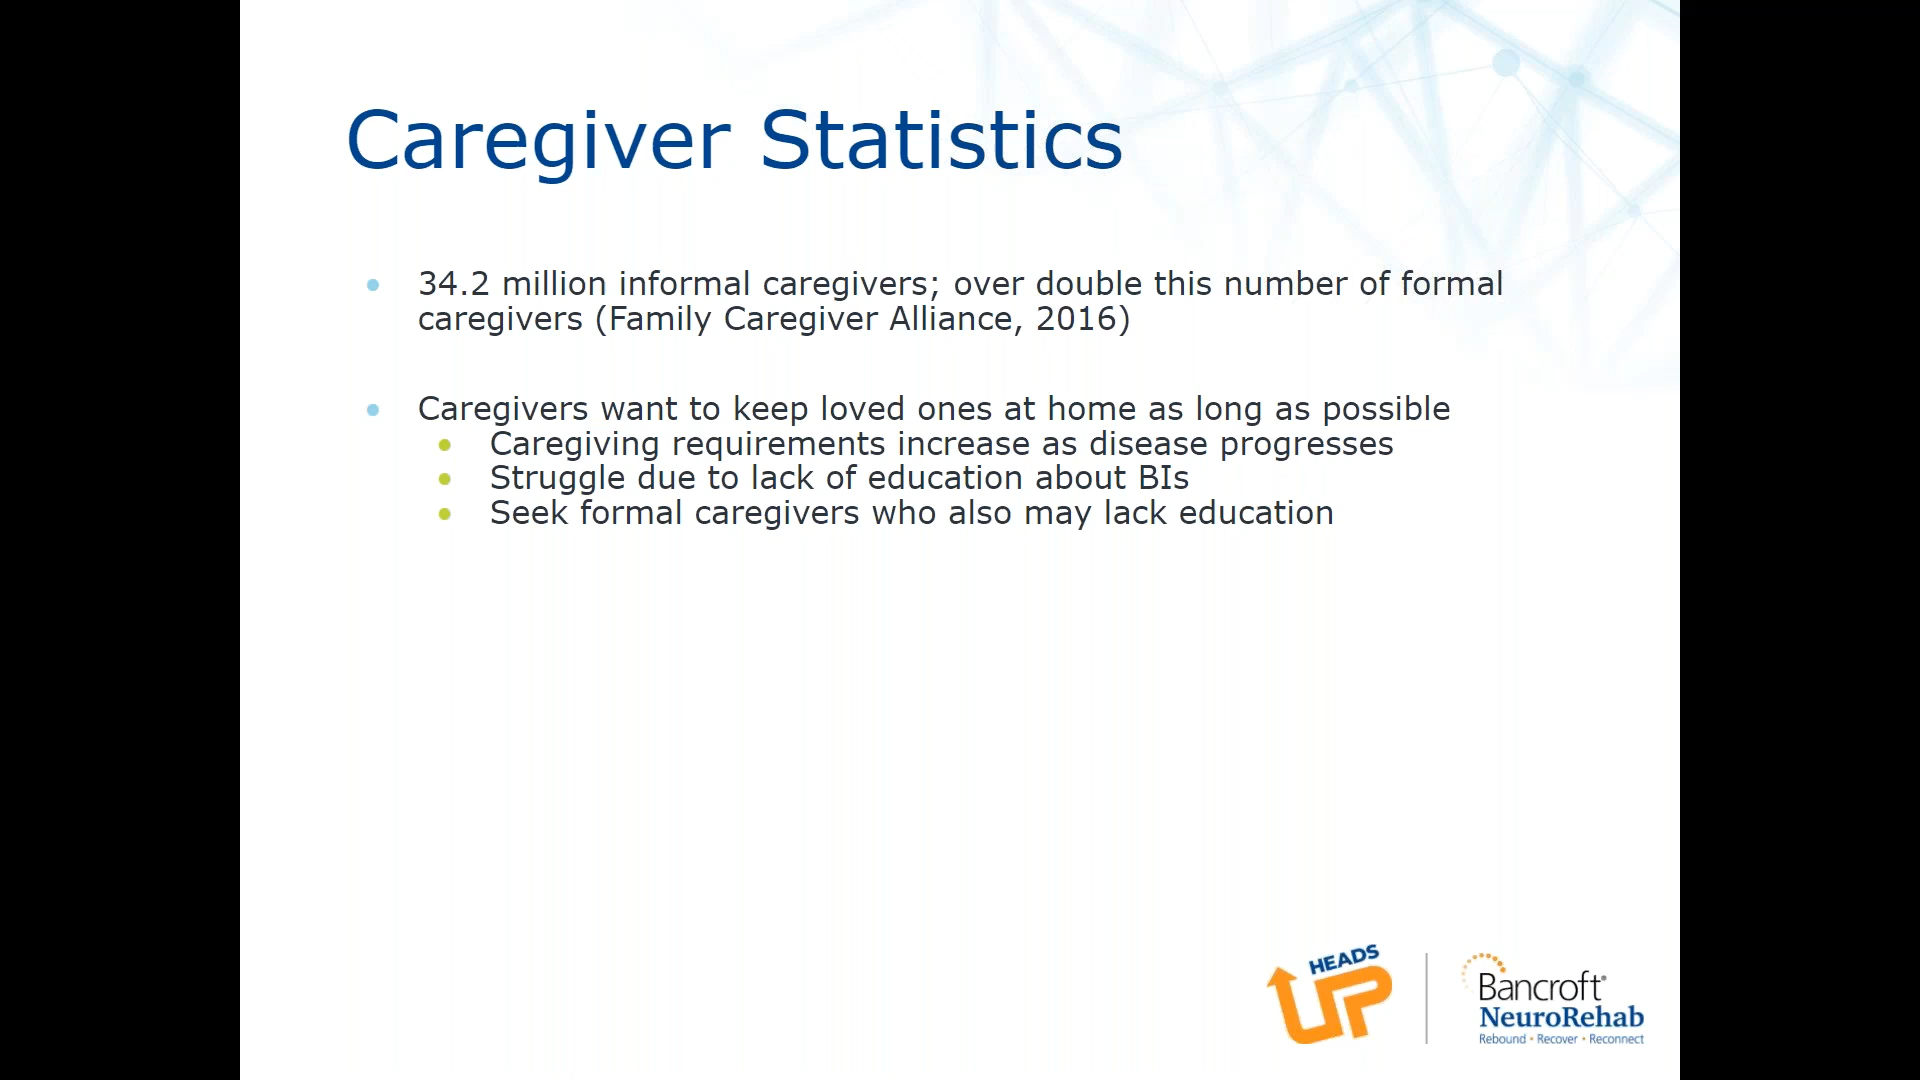 Caregiver Statistics
34.2 million informal caregivers; over double this number of formal
caregivers (Family Caregiver Alliance, 2016)
Caregivers want to keep loved ones at home as long as possible
Caregiving requirements increase as disease progresses
Struggle due to lack of education about BIs
Seek formal caregivers who also may lack education
HEADS
UP
Bancroft®
NeuroRehab
Rebound • Recover • Reconnect